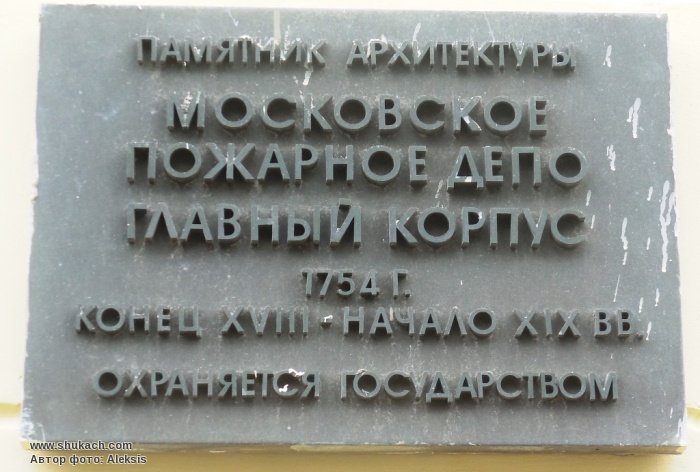 ПАМЯТНИК АРХИТЕКТУРЫ
МОСКОВСКОЕ
ПОЖАРНОЕ ДЕПО
ГЛАВНЫЙ КОРПУС
1754 Г.
КОНЕЦ XVIII - НАЧАЛО XIX ВВ.
ОХРАНЯЕТСЯ ГОСУДАРСТВОМ
www.shukach.com
Автор фото: Aleksis